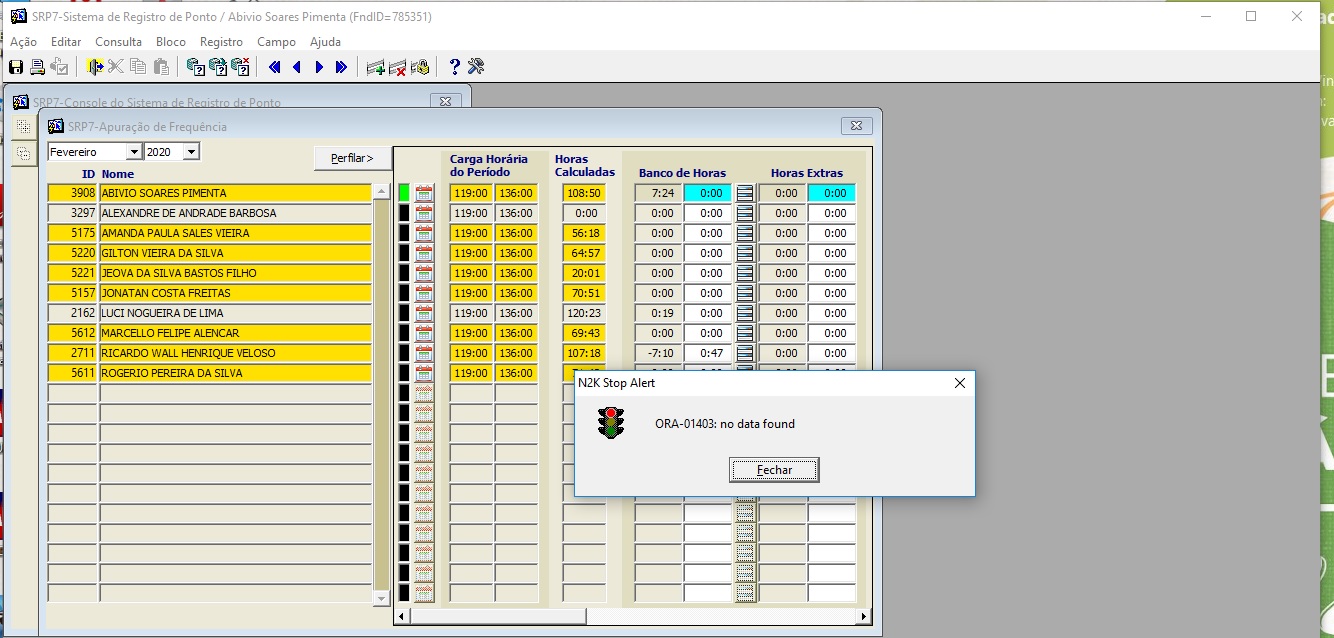 SRP7-Sistema de Registro de Ponto / Abivio Soares Pimenta (FndID=785351)
Ação Editar Consulta Bloco Registro Campo Ajuda
SRP7-Console do Sistema de Registro de Ponto
SRP7-Apuração de Frequência
Fevereiro 2020 Perfilar>
Carga Horária do Período Horas Calculadas Banco de Horas Horas Extras
ID Nome
3908 ABIVIO SOARES PIMENTA 119:00 136:00 108:50 7:24 0:00 0:00 0:00
3297 ALEXANDRE DE ANDRADE BARBOSA 119:00 136:00 0:00 0:00 0:00 0:00 0:00
5175 AMANDA PAULA SALES VIEIRA 119:00 136:00 56:18 0:00 0:00 0:00 0:00
5220 GILTON VIEIRA DA SILVA 119:00 136:00 64:57 0:00 0:00 0:00 0:00
5221 JEOVA DA SILVA BASTOS FILHO 119:00 136:00 20:01 0:00 0:00 0:00 0:00
5157 JONATAN COSTA FREITAS 119:00 136:00 70:51 0:00 0:00 0:00 0:00
2162 LUCI NOGUEIRA DE LIMA 119:00 136:00 120:23 0:19 0:00 0:00 0:00
5612 MARCELLO FELIPE ALENCAR 119:00 136:00 69:43 0:00 0:00 0:00 0:00
2711 RICARDO WALL HENRIQUE VELOSO 119:00 136:00 107:18 -7:10 0:47 0:00 0:00
5611 ROGERIO PEREIRA DA SILVA 119:00
N2K Stop Alert
ORA-01403: no data found
Fechar